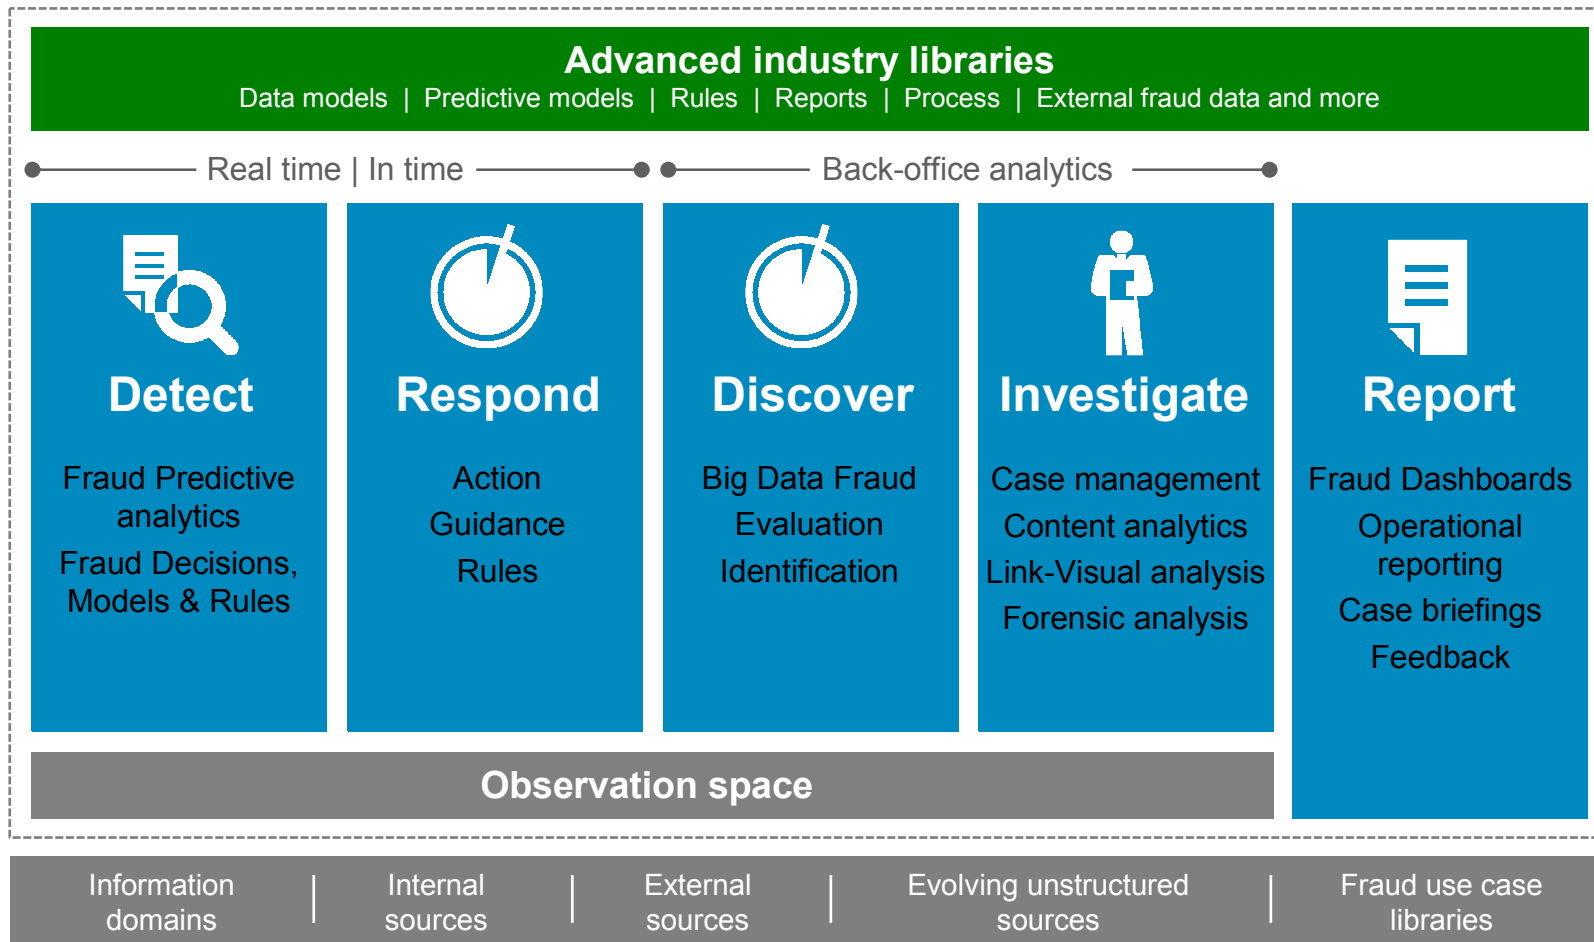 Advanced industry libraries
Data models | Predictive models | Rules | Reports | Process | External fraud data and more
Real time | In time
Back-office analytics
Detect
Fraud Predictive
analytics
Fraud Decisions,
Models & Rules
Respond
Action
Guidance
Rules
Discover
Big Data Fraud
Evaluation
Identification
Investigate
Case management
Content analytics
Link-Visual analysis
Forensic analysis
Report
Fraud Dashboards
Operational
reporting
Case briefings
Feedback
Observation space
Information
domains
Internal
sources
External
sources
Evolving unstructured
sources
Fraud use case
libraries